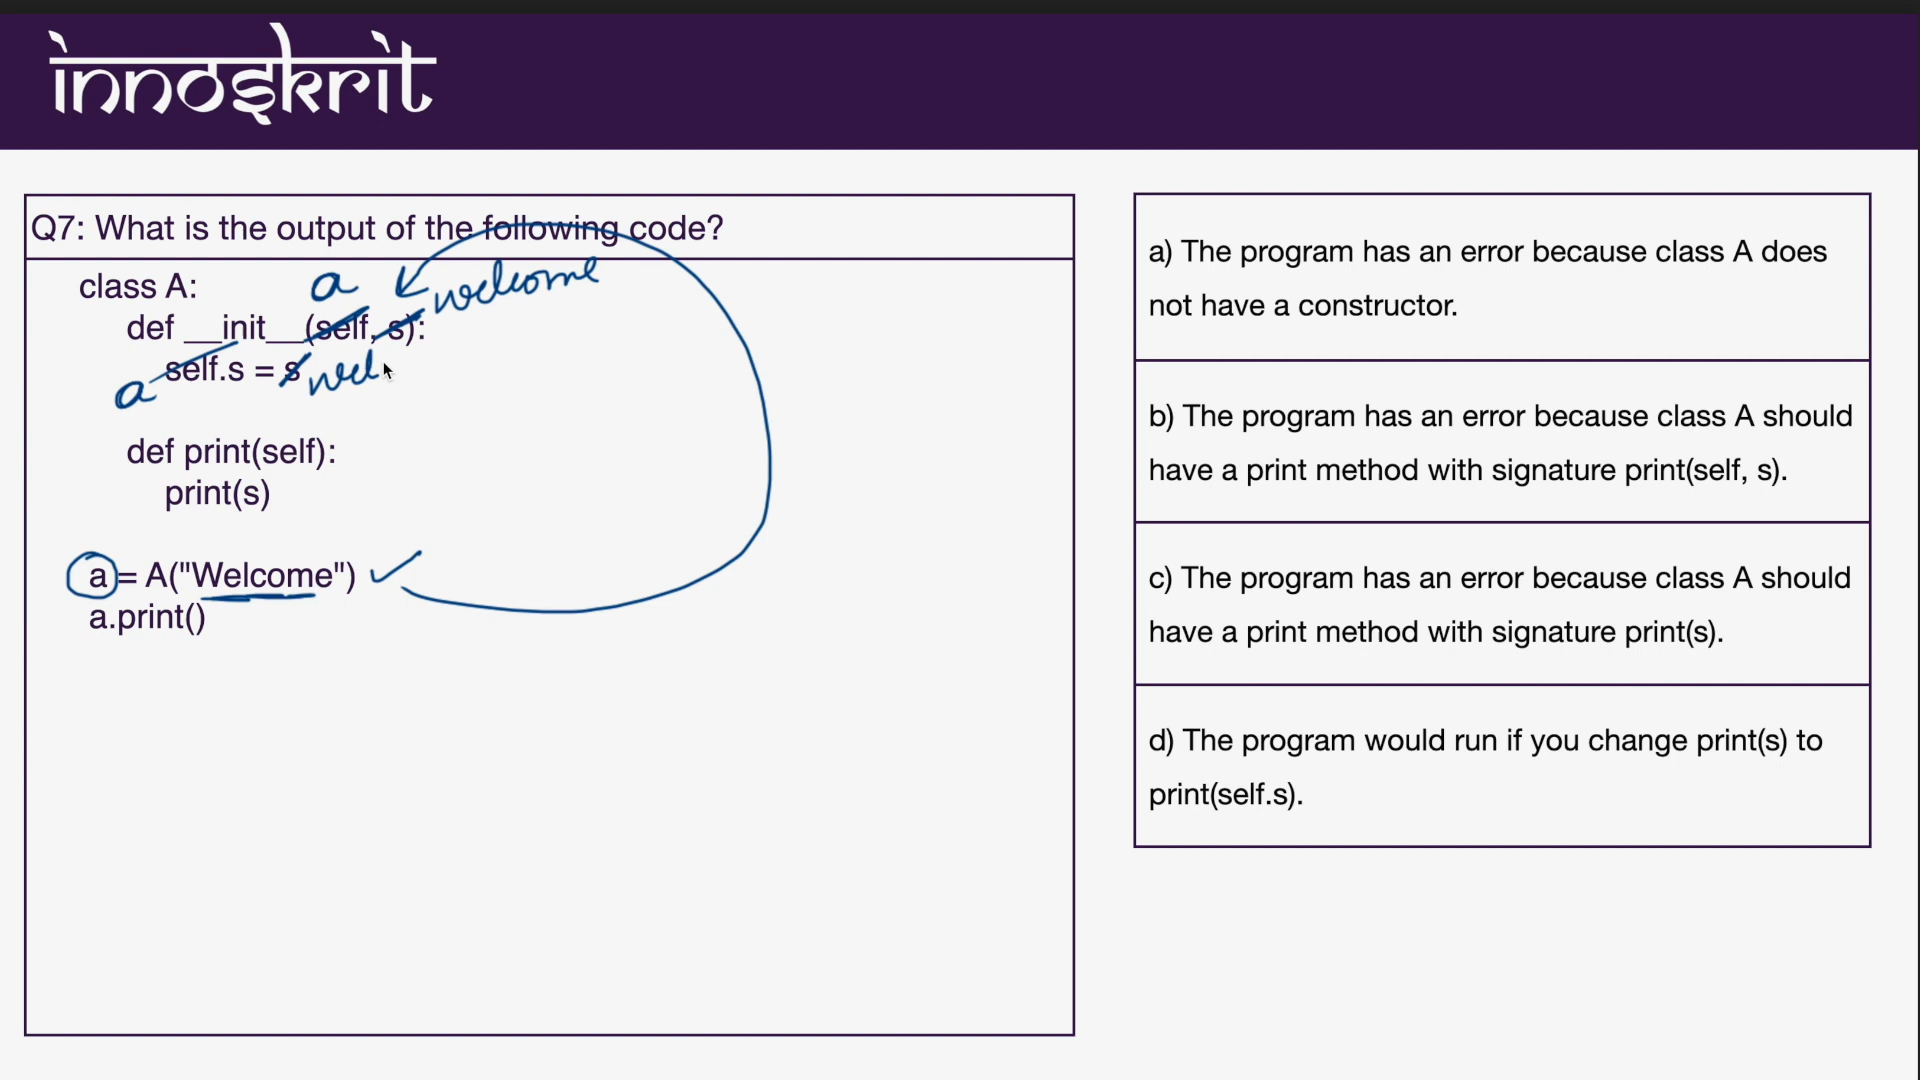 innoskrit
Q7: What is the output of the following code?
class A:
a welcome
def __init__(self, s):
self.s = s wel
a
def print(self):
print(s)
a = A("Welcome")
a.print()
a) The program has an error because class A does
not have a constructor.
b) The program has an error because class A should
have a print method with signature print(self, s).
c) The program has an error because class A should
have a print method with signature print(s).
d) The program would run if you change print(s) to
print(self.s).